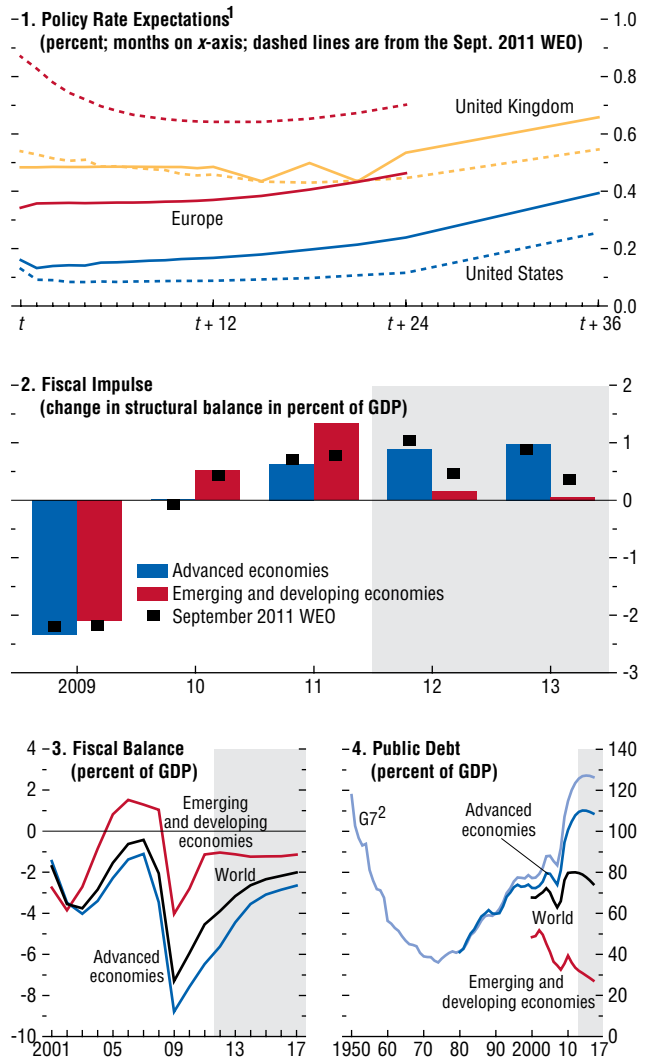 1. Policy Rate Expectations1
(percent; months on x-axis; dashed lines are from the Sept. 2011 WEO)
1.0
0.8
United Kingdom
0.6
0.4
Europe
United States
0.2
0.0
t
t + 12
t + 24
t + 36
2. Fiscal Impulse
(change in structural balance in percent of GDP)
2
1
0
-1
-2
-3
Advanced economies
Emerging and developing economies
September 2011 WEO
2009
10
11
12
13
3. Fiscal Balance
(percent of GDP)
4
2
0
-2
-4
-6
-8
-10
Emerging
and developing
economies
World
Advanced
economies
2001
05
09
13
17
4. Public Debt
(percent of GDP)
140
120
100
80
60
40
20
0
G72
Advanced
economies
World
Emerging and
developing economies
1950
60
70
80
90
2000
10
17